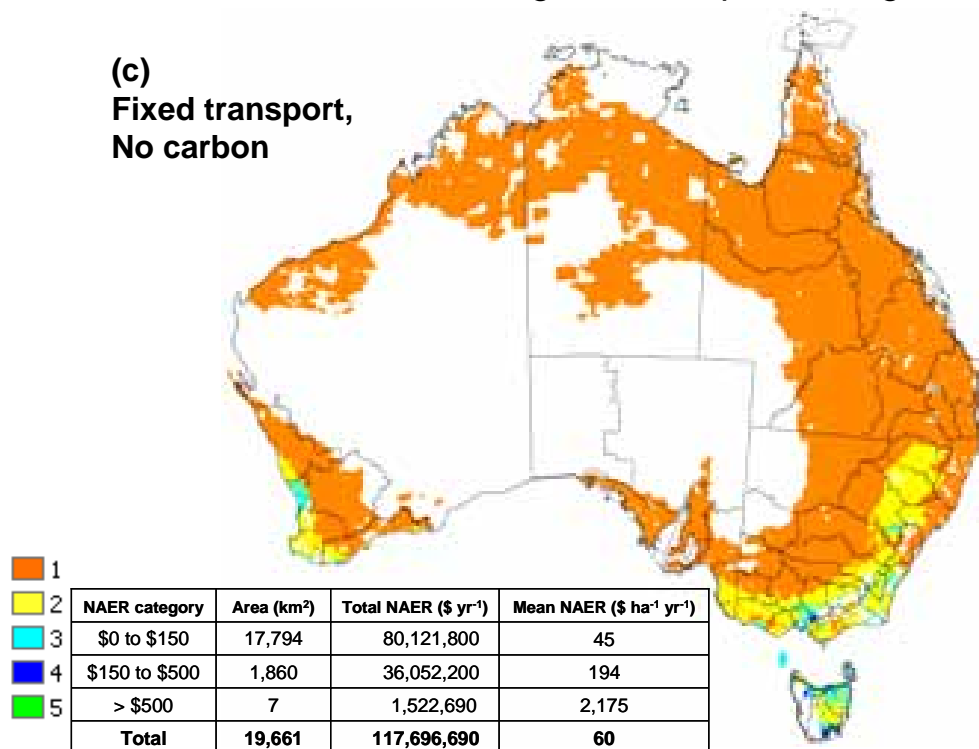 (c)
Fixed transport,
No carbon
1
2
3
4
5
NAER category Area (km²) Total NAER ($ yr⁻¹) Mean NAER ($ ha⁻¹ yr⁻¹)
$0 to $150 17,794 80,121,800 45
$150 to $500 1,860 36,052,200 194
> $500 7 1,522,690 2,175
Total 19,661 117,696,690 60